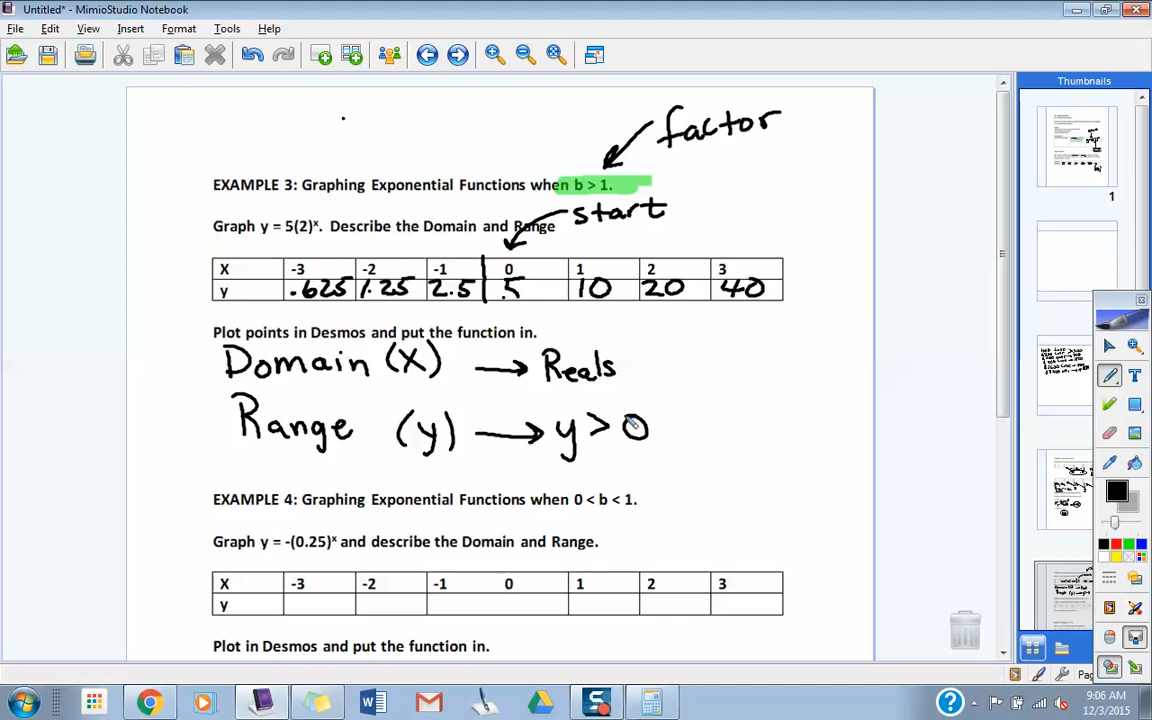 Untitled* - MimioStudio Notebook
File Edit View Insert Format Tools Help
Thumbnails
factor
EXAMPLE 3: Graphing Exponential Functions when b > 1.
start
Graph y = 5(2)ˣ. Describe the Domain and Range
X -3 -2 -1 0 1 2 3
y .625 1.25 2.5 5 10 20 40
Plot points in Desmos and put the function in.
Domain (X) → Reals
Range (y) → y > 0
EXAMPLE 4: Graphing Exponential Functions when 0 < b < 1.
Graph y = -(0.25)ˣ and describe the Domain and Range.
X -3 -2 -1 0 1 2 3
y
Plot in Desmos and put the function in.
1
9:06 AM
12/3/2015